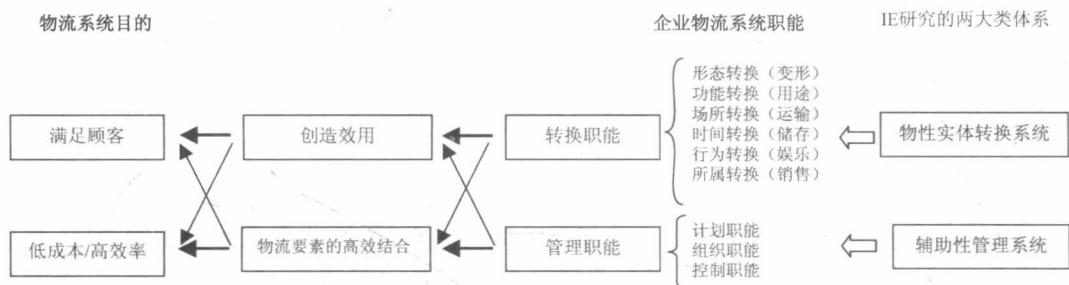 物流系统目的
企业物流系统职能
IE研究的两大类体系
形态转换（变形）
功能转换（用途）
场所转换（运输）
时间转换（储存）
行为转换（娱乐）
所属转换（销售）
满足顾客
创造效用
转换职能
物性实体转换系统
低成本/高效率
物流要素的高效结合
管理职能
计划职能
组织职能
控制职能
辅助性管理系统